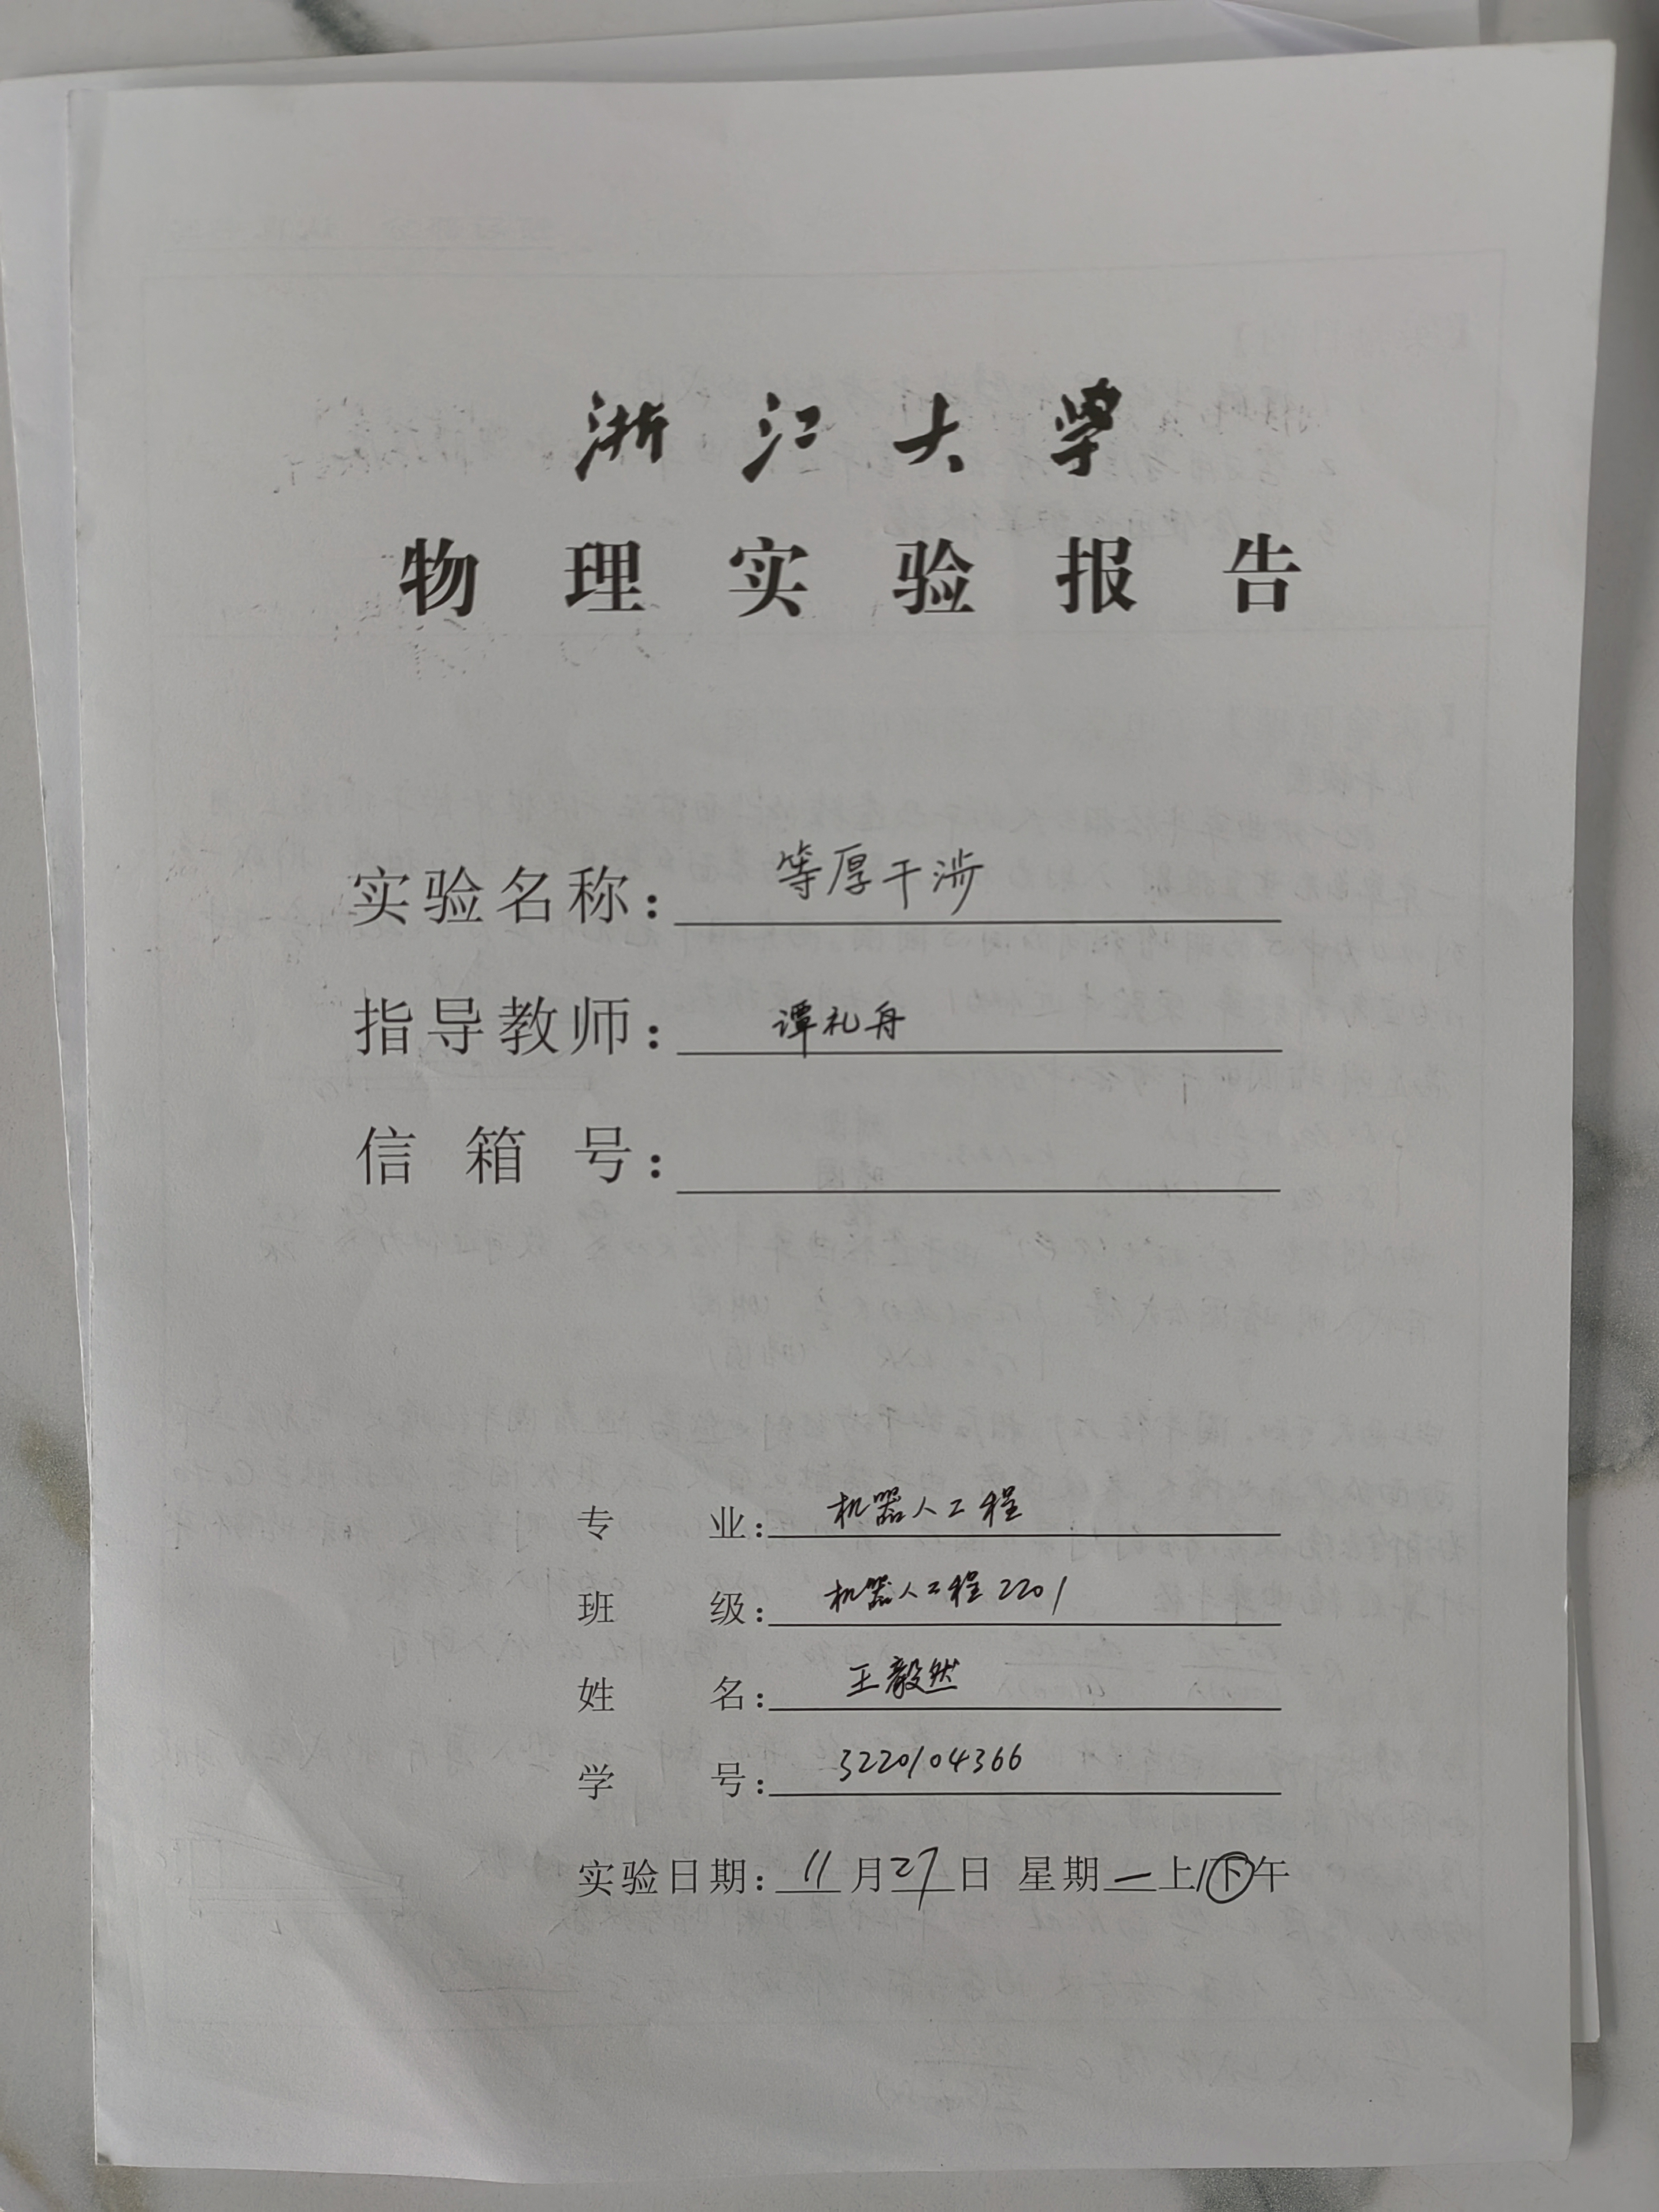 浙江大学
物理实验报告
实验名称：等厚干涉
指导教师：谭礼舟
信箱号：
专业：机器人工程
班级：机器人工程2201
姓名：王毅然
学号：3220104366
实验日期：11月27日 星期一上/下午